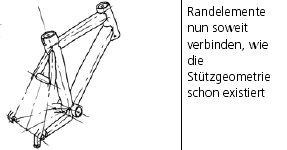 Randelemente
nun soweit
verbinden, wie
die
Stützgeometrie
schon existiert